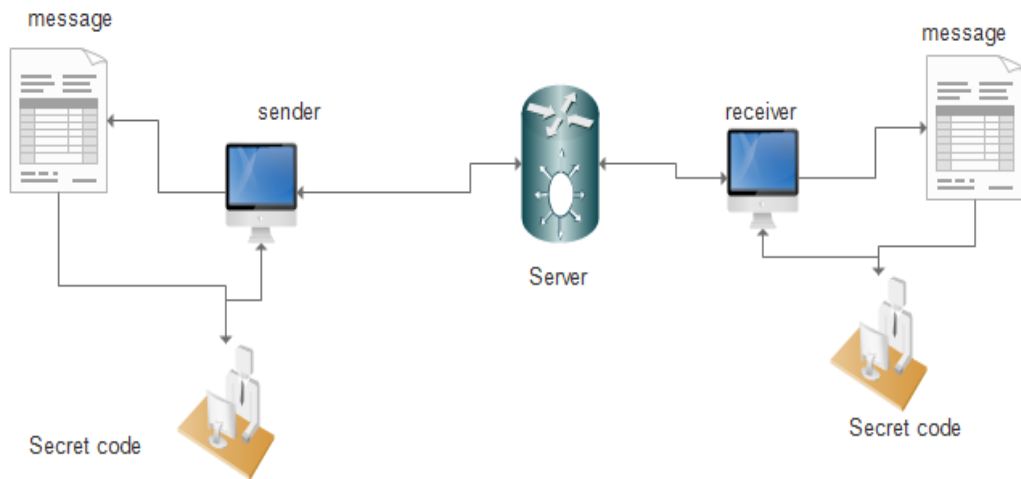 message
message
sender
receiver
Server
Secret code
Secret code